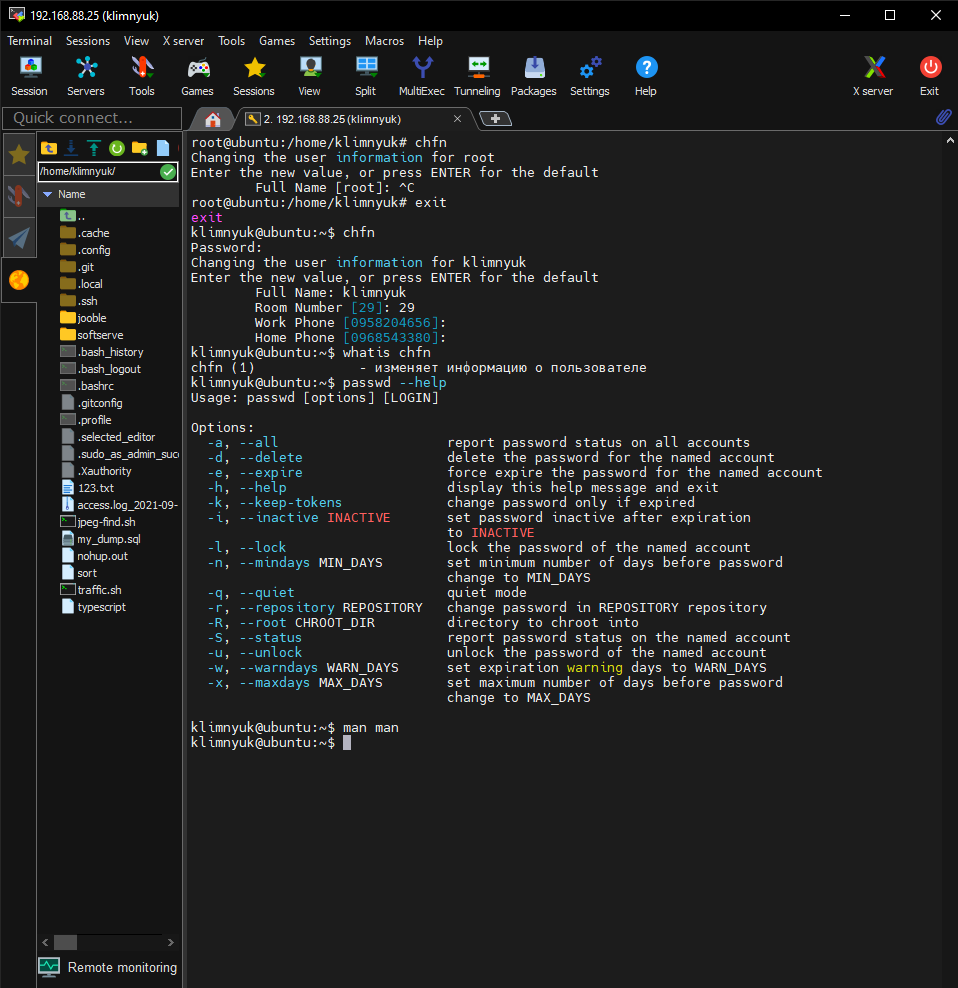 192.168.88.25 (klimnyuk)
Terminal Sessions View X server Tools Games Settings Macros Help
Session Servers Tools Games Sessions View Split MultiExec Tunneling Packages Settings Help X server Exit
Quick connect...
2. 192.168.88.25 (klimnyuk)
/home/klimnyuk/
Name
..
.cache
.config
.git
.local
.ssh
jooble
softserve
.bash_history
.bash_logout
.bashrc
.gitconfig
.profile
.selected_editor
.sudo_as_admin_suc
.Xauthority
123.txt
access.log_2021-09-
jpeg-find.sh
my_dump.sql
nohup.out
sort
traffic.sh
typescript
Remote monitoring
root@ubuntu:/home/klimnyuk# chfn
Changing the user information for root
Enter the new value, or press ENTER for the default
        Full Name [root]: ^C
root@ubuntu:/home/klimnyuk# exit
exit
klimnyuk@ubuntu:~$ chfn
Password:
Changing the user information for klimnyuk
Enter the new value, or press ENTER for the default
        Full Name: klimnyuk
        Room Number [29]: 29
        Work Phone [0958204656]:
        Home Phone [0968543380]:
klimnyuk@ubuntu:~$ whatis chfn
chfn (1)             - изменяет информацию о пользователе
klimnyuk@ubuntu:~$ passwd --help
Usage: passwd [options] [LOGIN]

Options:
  -a, --all                     report password status on all accounts
  -d, --delete                  delete the password for the named account
  -e, --expire                  force expire the password for the named account
  -h, --help                    display this help message and exit
  -k, --keep-tokens             change password only if expired
  -i, --inactive INACTIVE       set password inactive after expiration
                                to INACTIVE
  -l, --lock                    lock the password of the named account
  -n, --mindays MIN_DAYS        set minimum number of days before password
                                change to MIN_DAYS
  -q, --quiet                   quiet mode
  -r, --repository REPOSITORY   change password in REPOSITORY repository
  -R, --root CHROOT_DIR         directory to chroot into
  -S, --status                  report password status on the named account
  -u, --unlock                  unlock the password of the named account
  -w, --warndays WARN_DAYS      set expiration warning days to WARN_DAYS
  -x, --maxdays MAX_DAYS        set maximum number of days before password
                                change to MAX_DAYS

klimnyuk@ubuntu:~$ man man
klimnyuk@ubuntu:~$